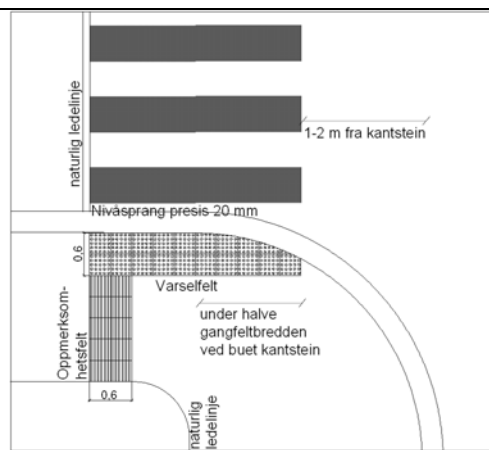 naturlig ledelinje
1-2 m fra kantstein
Nivåsprang presis 20 mm
0,6
Varselfelt
under halve
gangfeltbredden
ved buet kantstein
Oppmerksom-
hetsfelt
0,6
naturlig
ledelinje